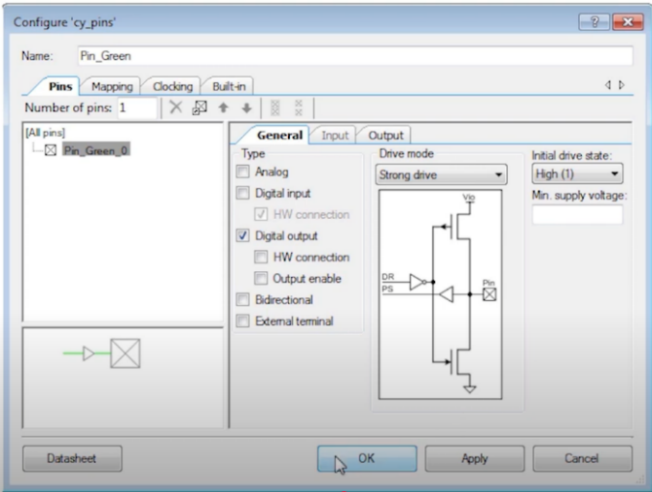 Configure 'cy_pins'
Name: Pin_Green
Pins Mapping Clocking Built-in
Number of pins: 1
[All pins]
Pin_Green_0
General Input Output
Type
Analog
Digital input
HW connection
Digital output
HW connection
Output enable
Bidirectional
External terminal
Drive mode
Strong drive
Vio
DR
PS
Pin
Initial drive state:
High (1)
Min. supply voltage:
Datasheet OK Apply Cancel